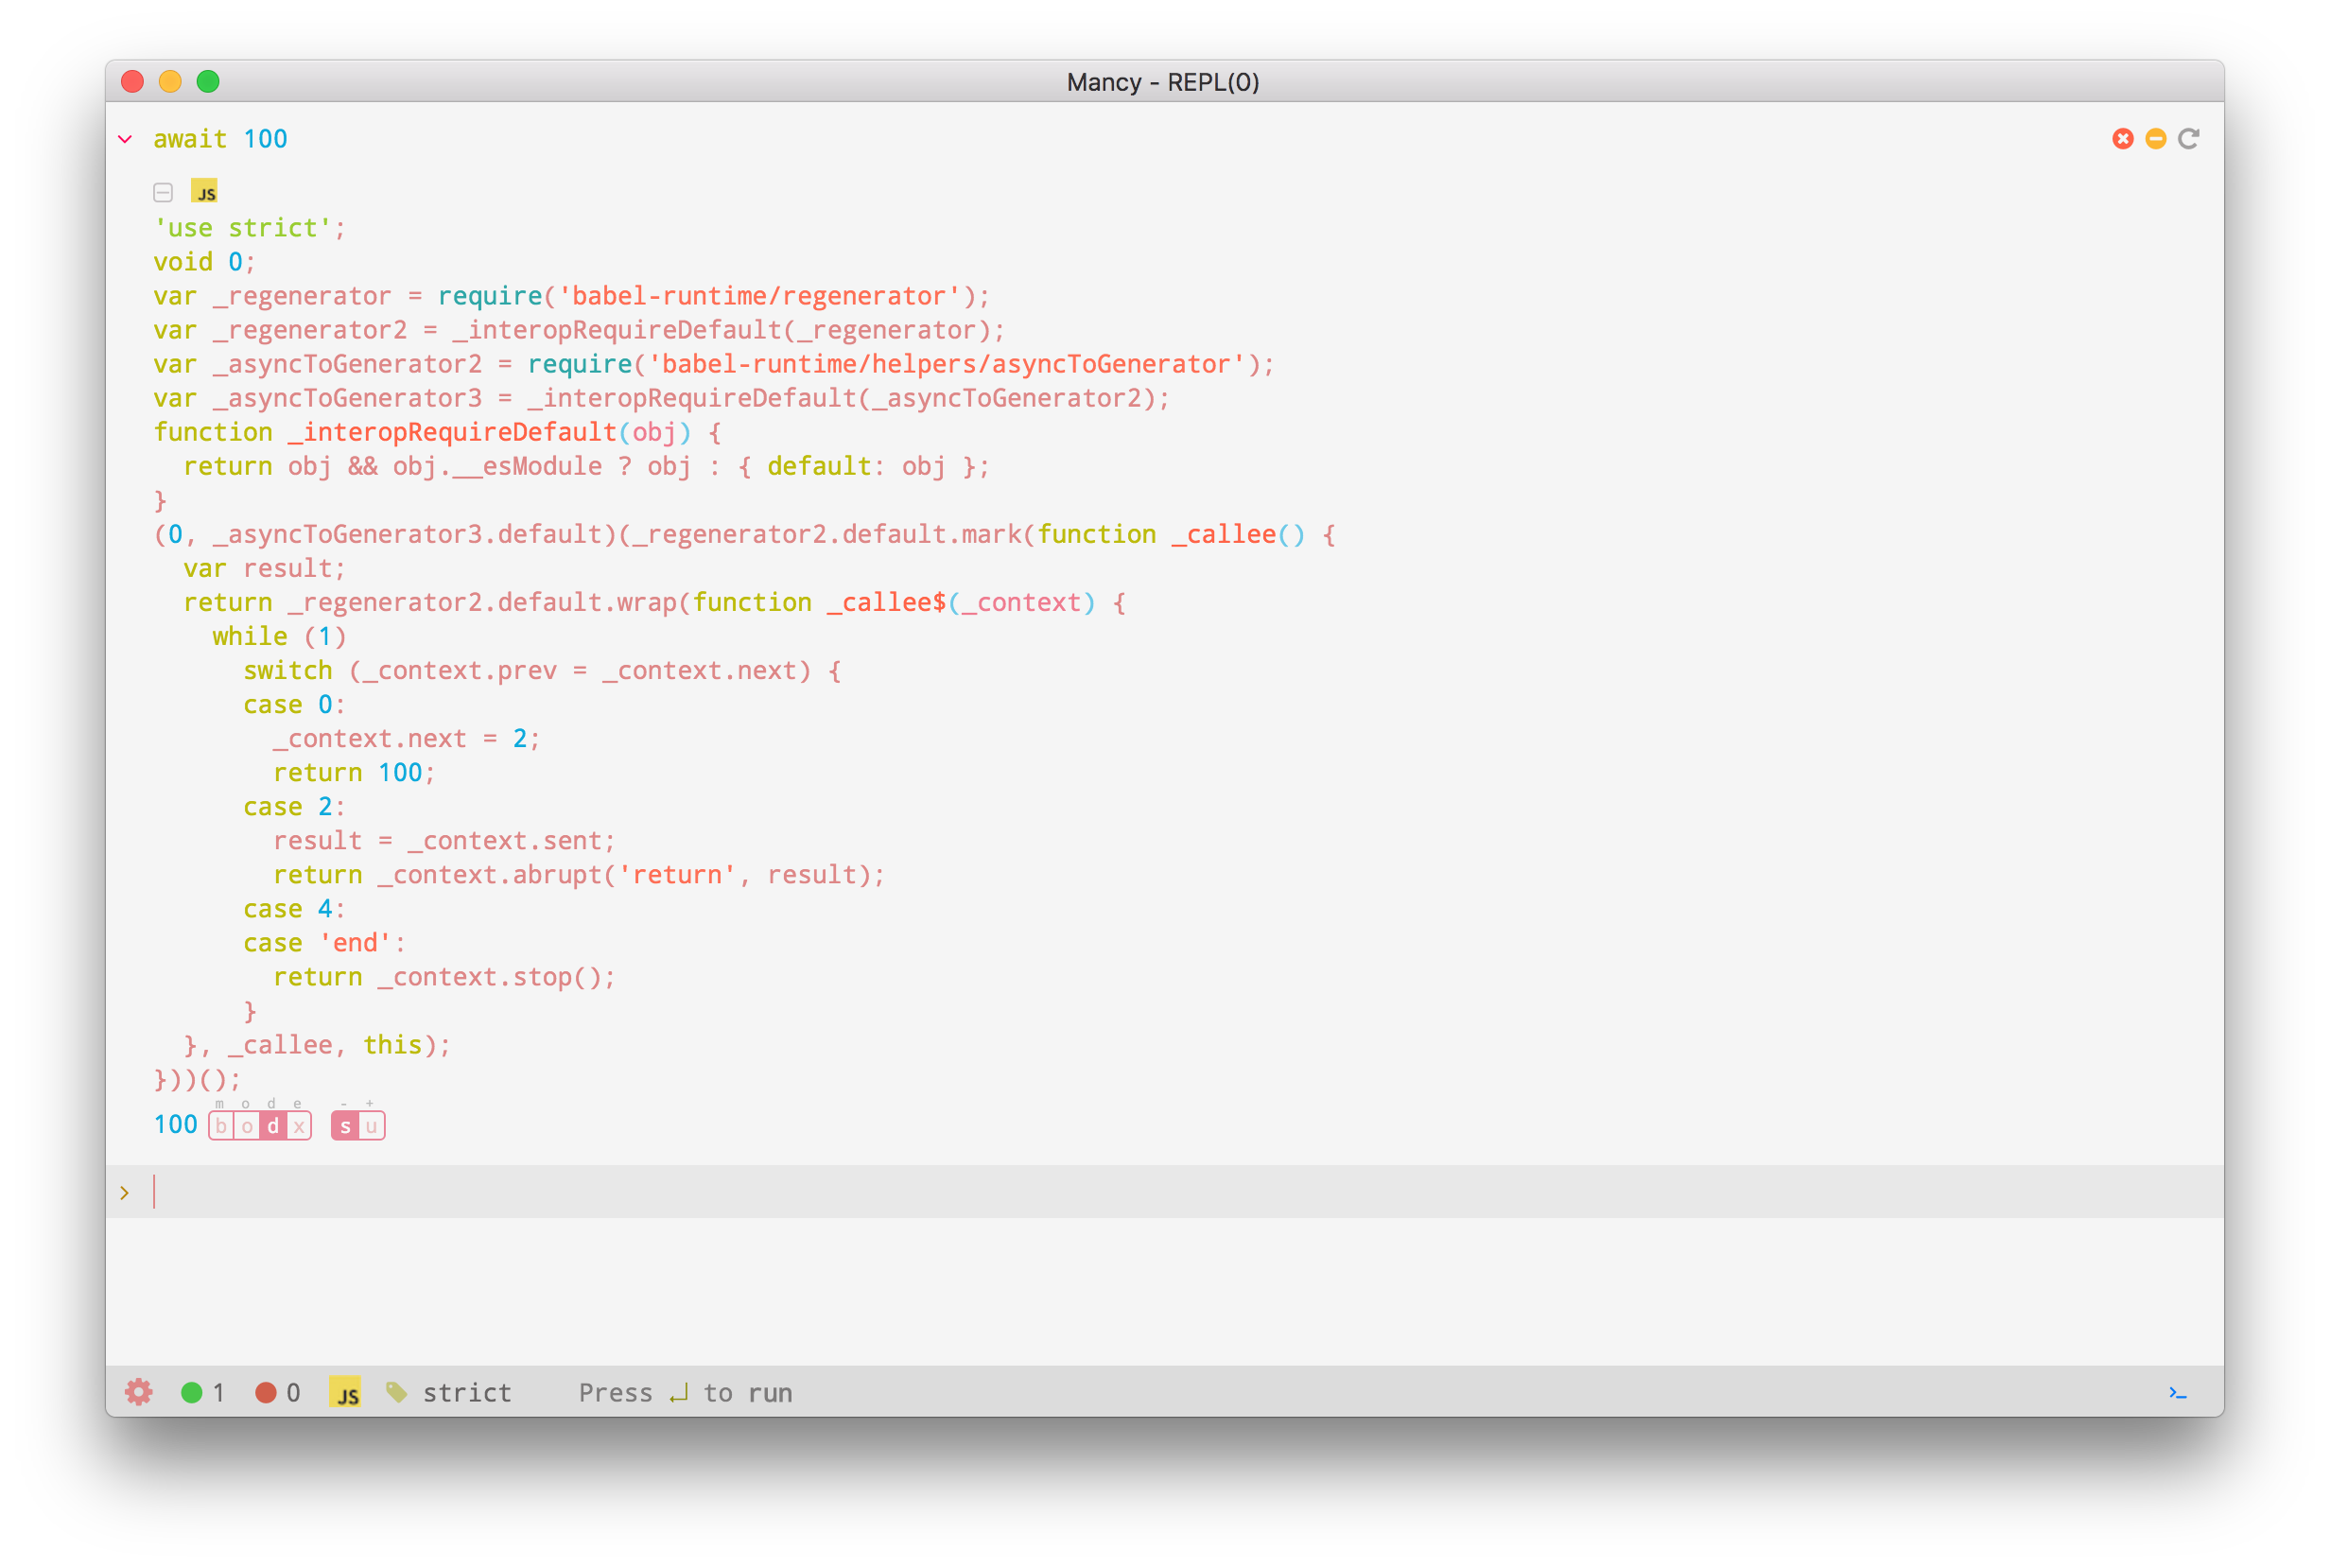 Mancy - REPL(0)
await 100
JS
'use strict';
void 0;
var _regenerator = require('babel-runtime/regenerator');
var _regenerator2 = _interopRequireDefault(_regenerator);
var _asyncToGenerator2 = require('babel-runtime/helpers/asyncToGenerator');
var _asyncToGenerator3 = _interopRequireDefault(_asyncToGenerator2);
function _interopRequireDefault(obj) {
  return obj && obj.__esModule ? obj : { default: obj };
}
(0, _asyncToGenerator3.default)(_regenerator2.default.mark(function _callee() {
  var result;
  return _regenerator2.default.wrap(function _callee$(_context) {
    while (1)
      switch (_context.prev = _context.next) {
      case 0:
        _context.next = 2;
        return 100;
      case 2:
        result = _context.sent;
        return _context.abrupt('return', result);
      case 4:
      case 'end':
        return _context.stop();
      }
  }, _callee, this);
}))();
m o d e - +
100 b o d x s u
>
1 0 JS strict Press ↵ to run >_